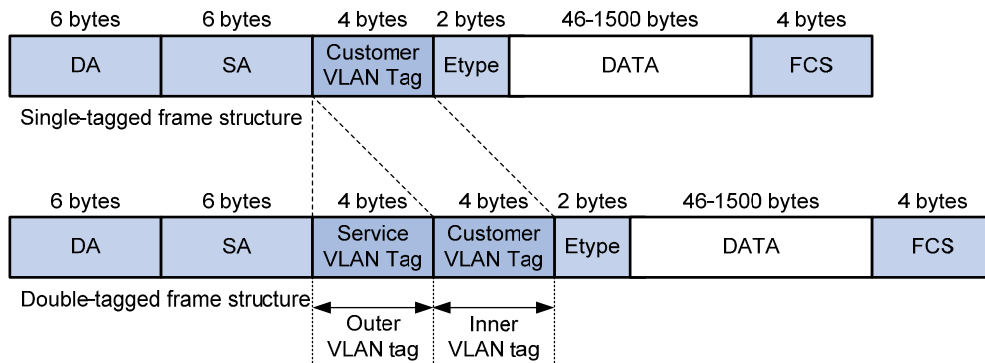 6 bytes 6 bytes 4 bytes 2 bytes 46-1500 bytes 4 bytes
DA SA Customer VLAN Tag Etype DATA FCS
Single-tagged frame structure
6 bytes 6 bytes 4 bytes 4 bytes 2 bytes 46-1500 bytes 4 bytes
DA SA Service VLAN Tag Customer VLAN Tag Etype DATA FCS
Double-tagged frame structure
Outer VLAN tag
Inner VLAN tag